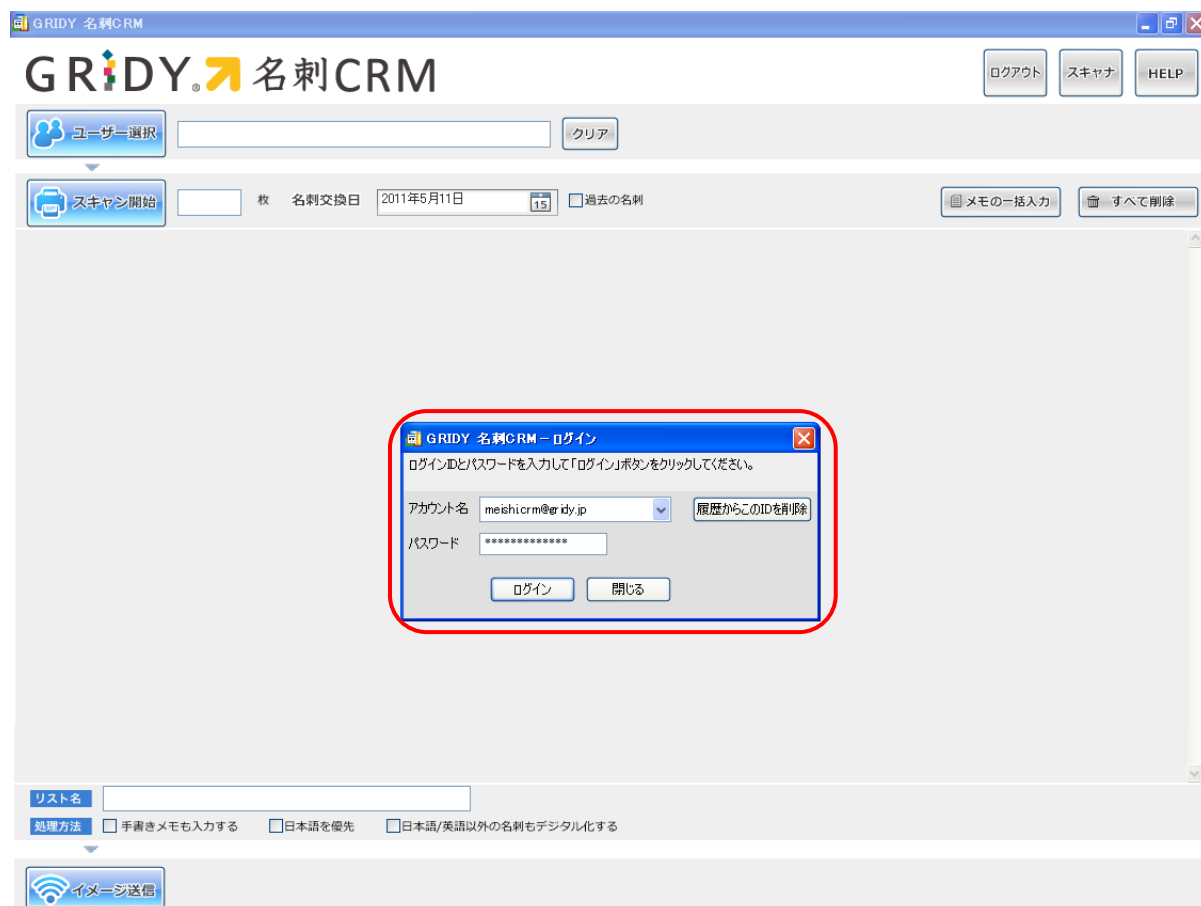 GRIDY 名刺CRM
GRiDY® 名刺CRM
ログアウト スキャナ HELP
ユーザー選択 クリア
スキャン開始 枚 名刺交換日 2011年5月11日 15 過去の名刺 メモの一括入力 すべて削除
GRIDY 名刺CRM－ログイン
ログインIDとパスワードを入力して「ログイン」ボタンをクリックしてください。
アカウント名 meishi.crm@gridy.jp 履歴からこのIDを削除
パスワード *************
ログイン 閉じる
リスト名
処理方法 手書きメモも入力する 日本語を優先 日本語/英語以外の名刺もデジタル化する
イメージ送信